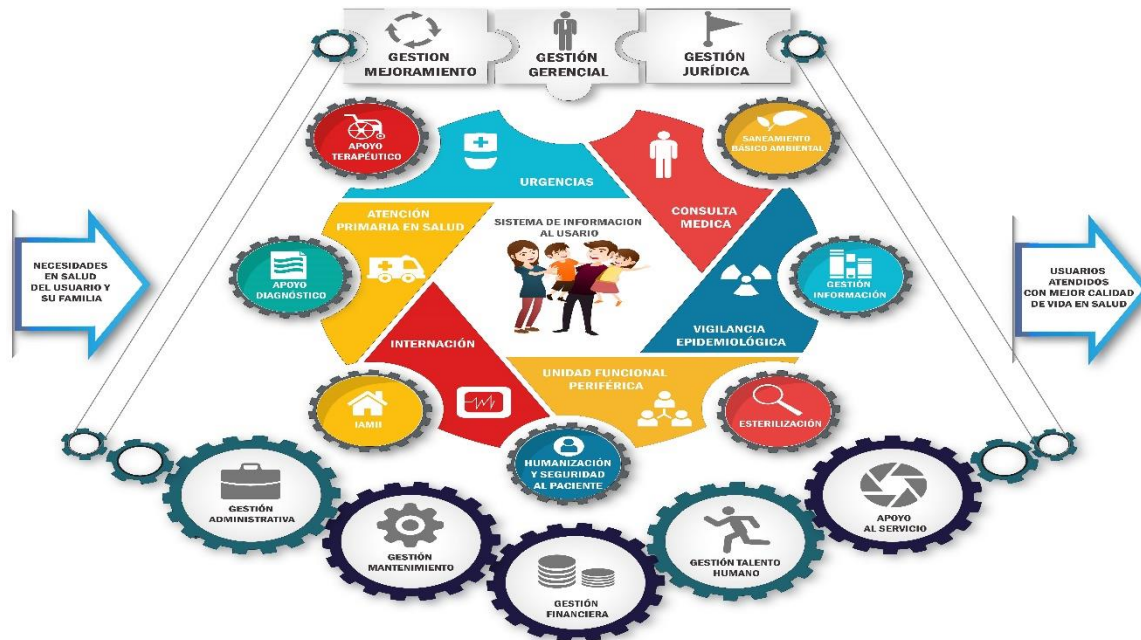 GESTION
MEJORAMIENTO
GESTIÓN
GERENCIAL
GESTIÓN
JURÍDICA
APOYO
TERAPÉUTICO
URGENCIAS
CONSULTA
MEDICA
SANEAMIENTO
BÁSICO AMBIENTAL
ATENCIÓN
PRIMARIA EN SALUD
SISTEMA DE INFORMACION
AL USARIO
NECESIDADES
EN SALUD
DEL USUARIO Y
SU FAMILIA
APOYO
DIAGNÓSTICO
GESTIÓN
INFORMACIÓN
USUARIOS
ATENDIDOS
CON MEJOR CALIDAD
DE VIDA EN SALUD
INTERNACIÓN
VIGILANCIA
EPIDEMIOLÓGICA
UNIDAD FUNCIONAL
PERIFÉRICA
IAMII
ESTERILIZACIÓN
HUMANIZACIÓN
Y SEGURIDAD
AL PACIENTE
GESTIÓN
ADMINISTRATIVA
GESTIÓN
MANTENIMIENTO
GESTIÓN
FINANCIERA
GESTIÓN TALENTO
HUMANO
APOYO
AL SERVICIO